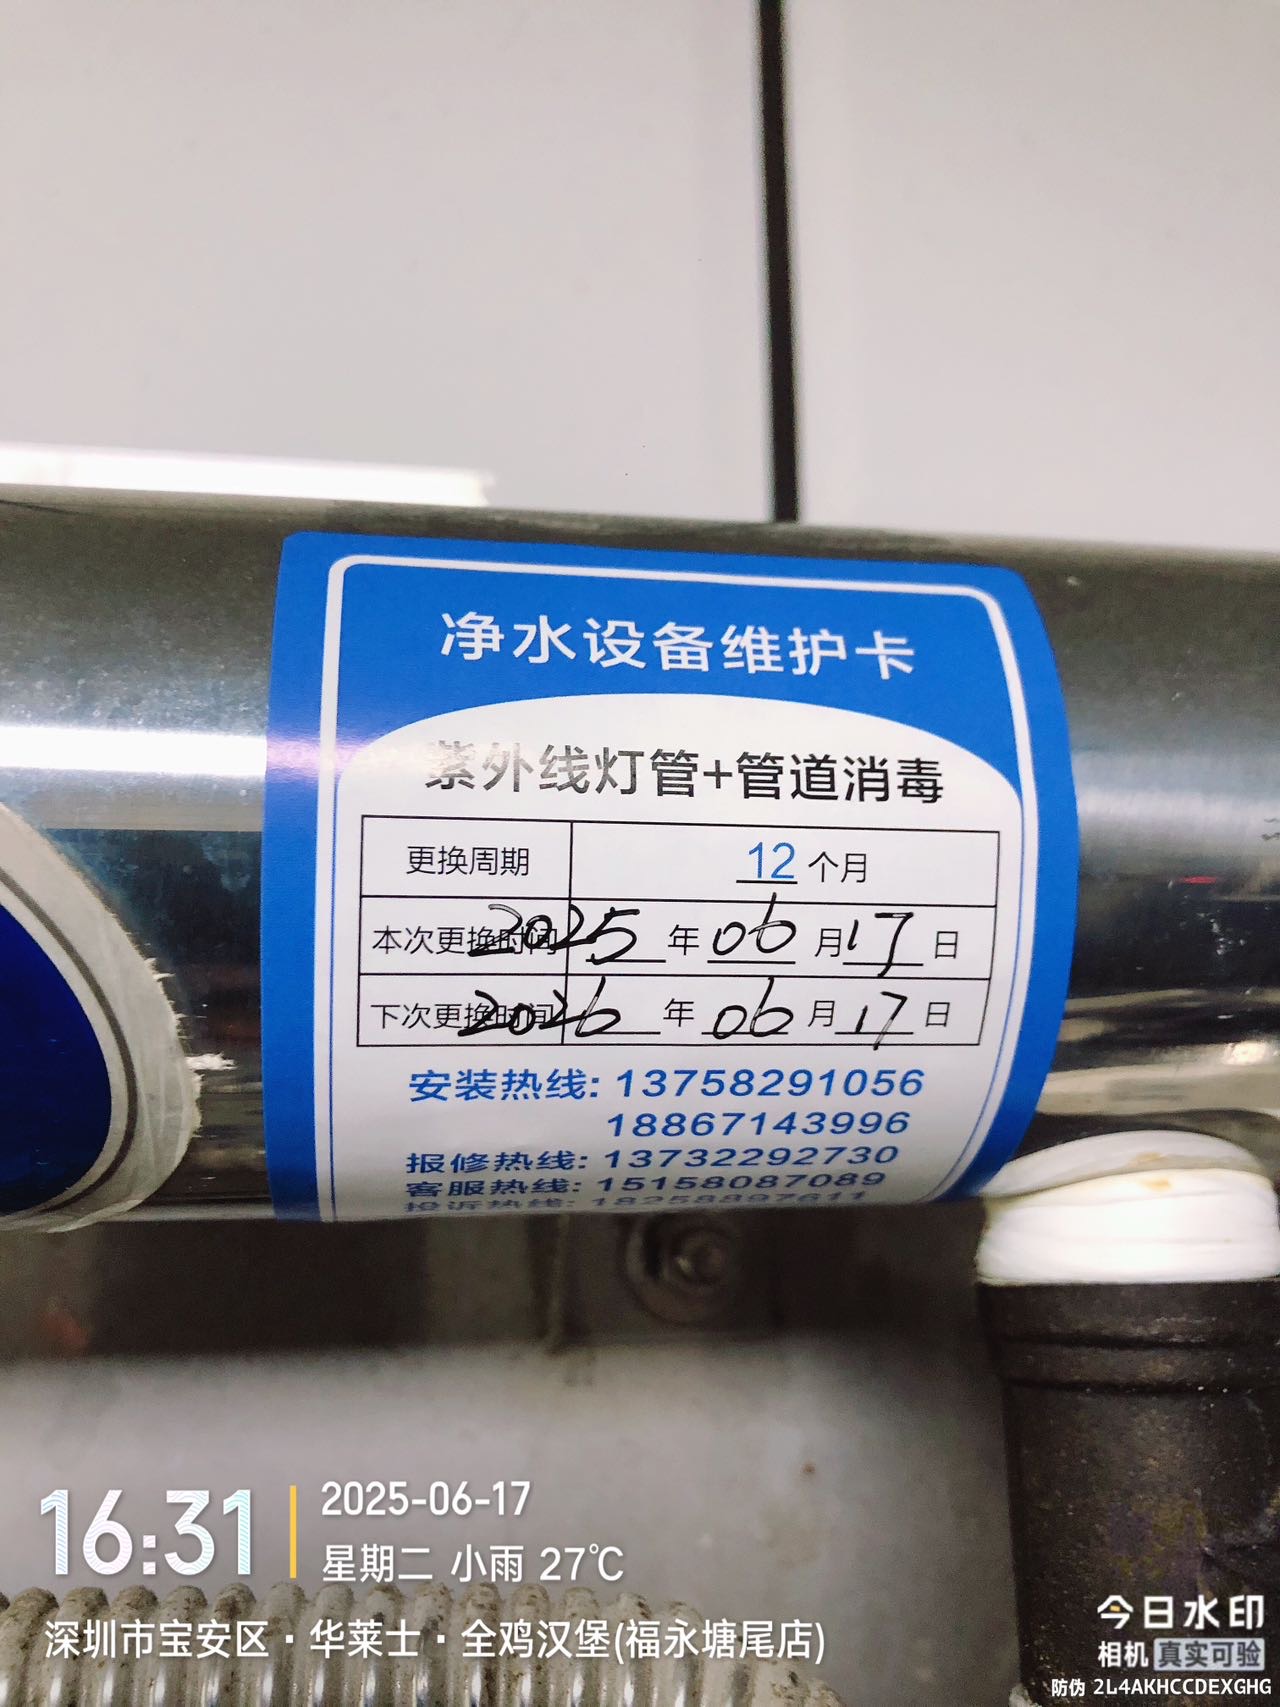 净水设备维护卡
紫外线灯管+管道消毒
更换周期 12 个月
本次更换时间 2025 年 06 月 17 日
下次更换时间 2026 年 06 月 17 日
安装热线: 13758291056
18867143996
报修热线: 13732292730
客服热线: 15158087089
投诉热线: 18258897611
16:31
2025-06-17
星期二 小雨 27℃
深圳市宝安区·华莱士·全鸡汉堡(福永塘尾店)
今日水印
相机 真实可验
防伪 2L4AKHCCDEXGHG